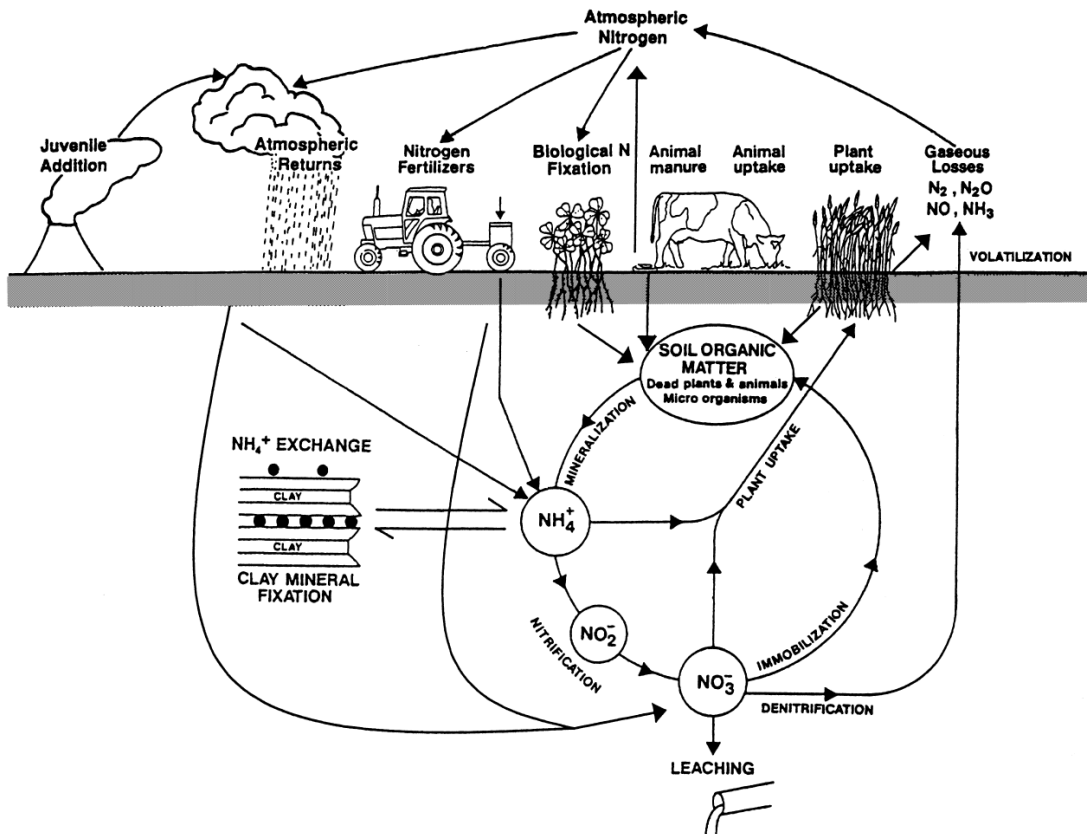 Atmospheric
Nitrogen
Juvenile
Addition
Atmospheric
Returns
Nitrogen
Fertilizers
Biological N
Fixation
Animal
manure
Animal
uptake
Plant
uptake
Gaseous
Losses
N₂ , N₂O
NO , NH₃
VOLATILIZATION
SOIL ORGANIC
MATTER
Dead plants & animals
Micro organisms
MINERALIZATION
PLANT UPTAKE
NH₄⁺ EXCHANGE
CLAY
CLAY
CLAY MINERAL
FIXATION
NH₄⁺
NO₂⁻
NITRIFICATION
NO₃⁻
IMMOBILIZATION
DENITRIFICATION
LEACHING